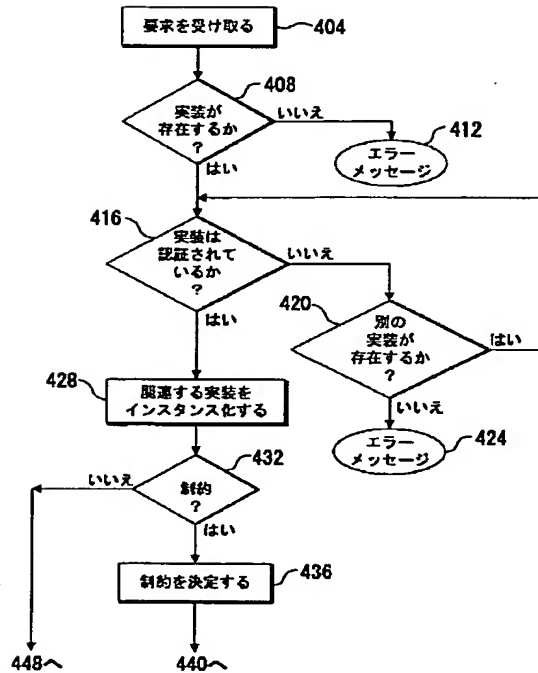 要求を受け取る
404
408
実装が
存在するか
?
いいえ
412
エラー
メッセージ
はい
416
実装は
認証されて
いるか
?
いいえ
420
別の
実装が
存在するか
?
はい
はい
428
関連する実装を
インスタンス化する
いいえ
エラー
メッセージ
424
432
いいえ
制約
?
はい
制約を決定する
436
448へ
440へ